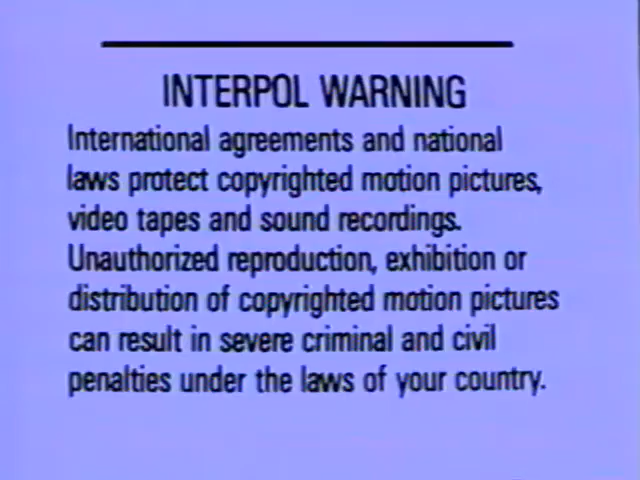 INTERPOL WARNING
International agreements and national
laws protect copyrighted motion pictures,
video tapes and sound recordings.
Unauthorized reproduction, exhibition or
distribution of copyrighted motion pictures
can result in severe criminal and civil
penalties under the laws of your country.